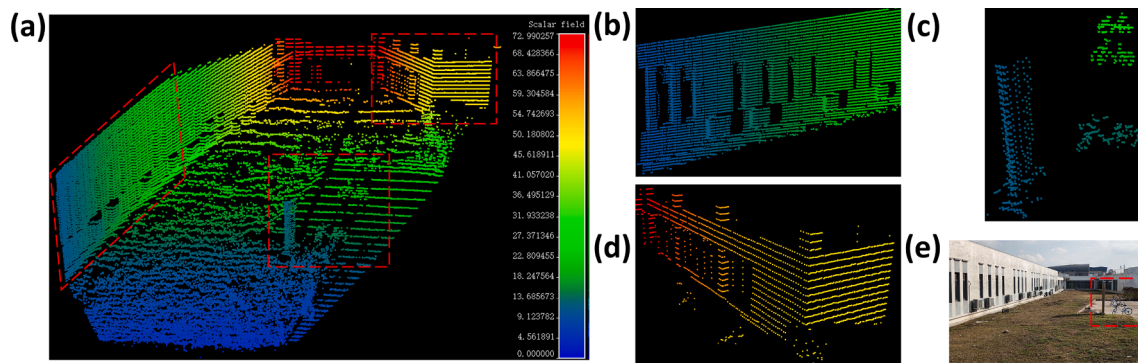 (a)
Scalar field
72.990257
68.428366
63.866475
59.304584
54.742693
50.180802
45.618911
41.057020
36.495129
31.933238
27.371346
22.809455
18.247564
13.685673
9.123782
4.561891
0.000000
(b)
(c)
(d)
(e)